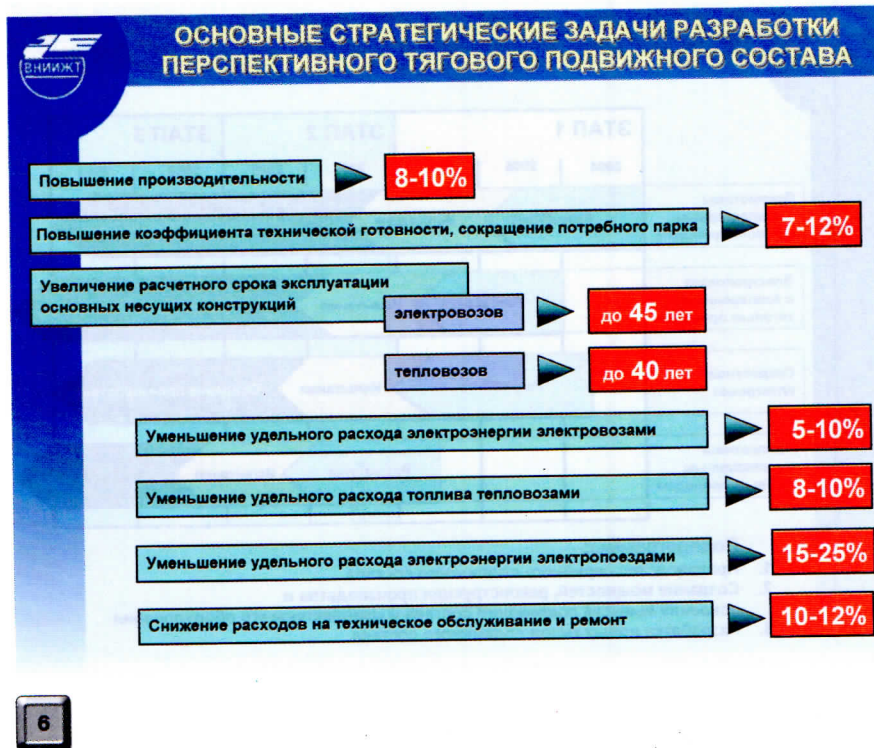 ОСНОВНЫЕ СТРАТЕГИЧЕСКИЕ ЗАДАЧИ РАЗРАБОТКИ
ПЕРСПЕКТИВНОГО ТЯГОВОГО ПОДВИЖНОГО СОСТАВА
ВНИИЖТ
Повышение производительности
8-10%
Повышение коэффициента технической готовности, сокращение потребного парка
7-12%
Увеличение расчетного срока эксплуатации
основных несущих конструкций
электровозов
до 45 лет
тепловозов
до 40 лет
Уменьшение удельного расхода электроэнергии электровозами
5-10%
Уменьшение удельного расхода топлива тепловозами
8-10%
Уменьшение удельного расхода электроэнергии электропоездами
15-25%
Снижение расходов на техническое обслуживание и ремонт
10-12%
6